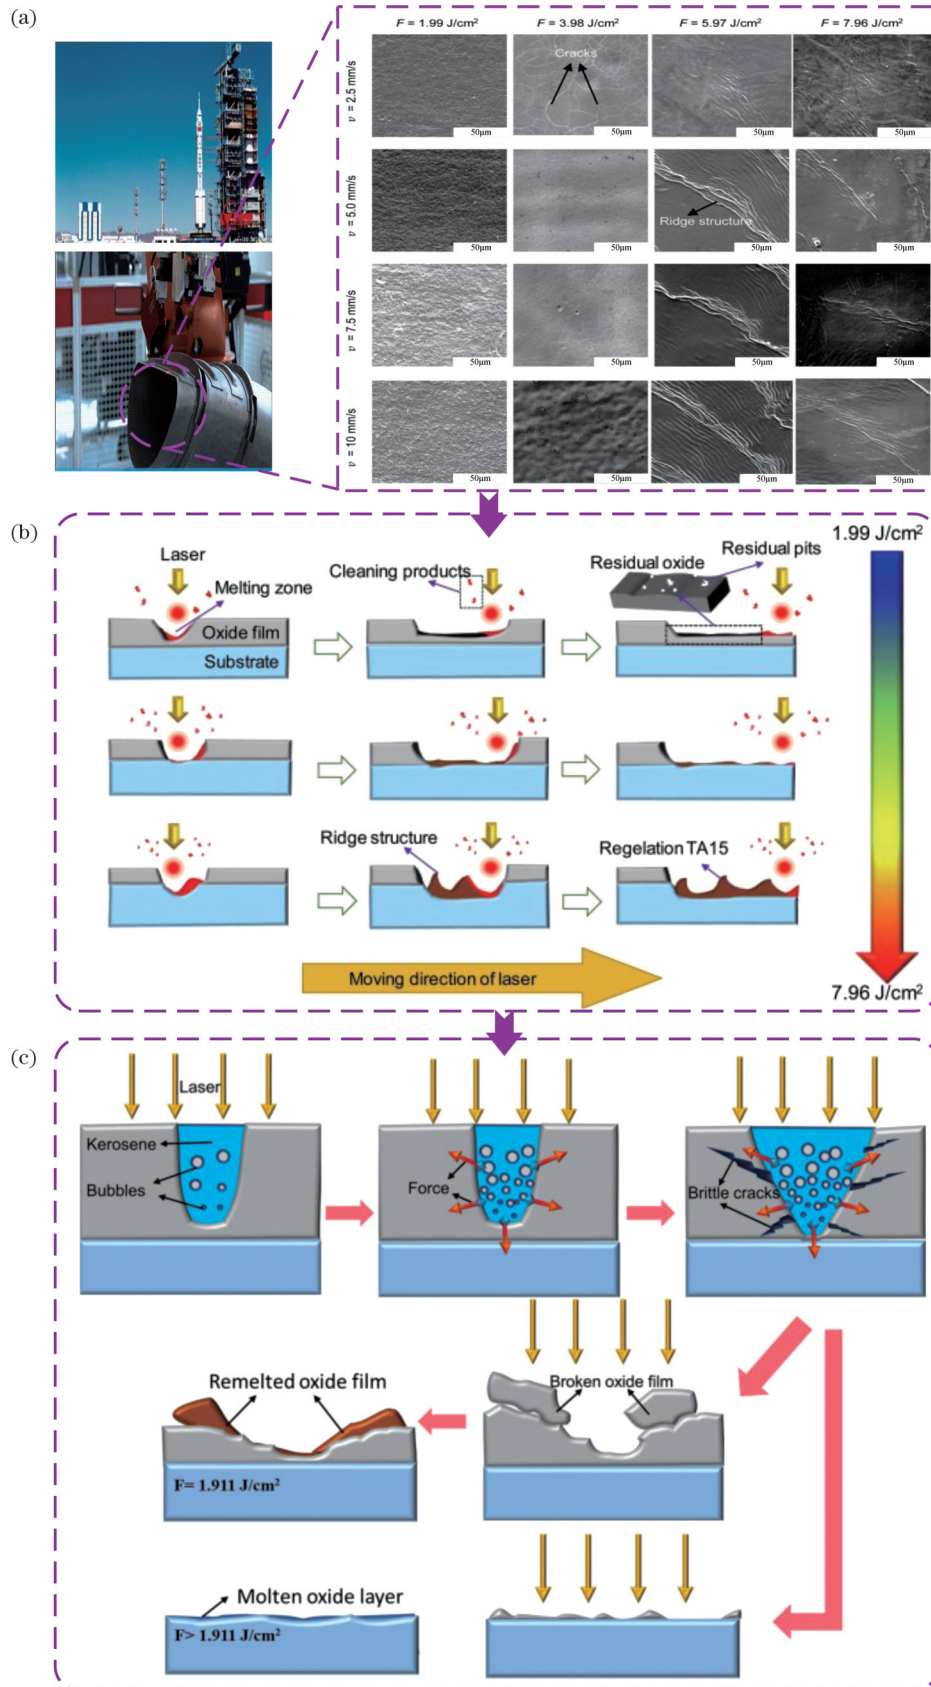 (a)
F = 1.99 J/cm²
F = 3.98 J/cm²
F = 5.97 J/cm²
F = 7.96 J/cm²
v = 2.5 mm/s
Cracks
50μm
50μm
50μm
50μm
v = 5.0 mm/s
Ridge structure
50μm
50μm
50μm
50μm
v = 7.5 mm/s
50μm
50μm
50μm
50μm
v = 10 mm/s
50μm
50μm
50μm
50μm
(b)
1.99 J/cm²
Laser
Melting zone
Oxide film
Substrate
Cleaning products
Residual oxide
Residual pits
Ridge structure
Regelation TA15
Moving direction of laser
7.96 J/cm²
(c)
Laser
Kerosene
Bubbles
Force
Brittle cracks
Remelted oxide film
Broken oxide film
F= 1.911 J/cm²
Molten oxide layer
F> 1.911 J/cm²